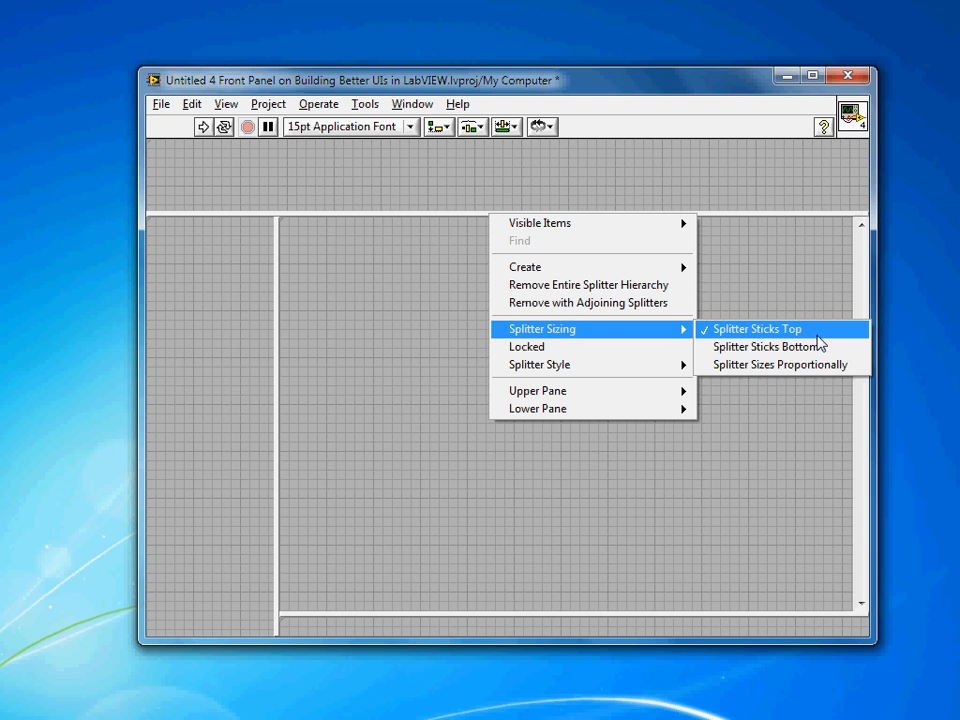 Untitled 4 Front Panel on Building Better UIs in LabVIEW.lvproj/My Computer *
File Edit View Project Operate Tools Window Help
15pt Application Font
?
4
Visible Items
Find
Create
Remove Entire Splitter Hierarchy
Remove with Adjoining Splitters
Splitter Sizing
✓ Splitter Sticks Top
Locked
Splitter Sticks Bottom
Splitter Style
Splitter Sizes Proportionally
Upper Pane
Lower Pane